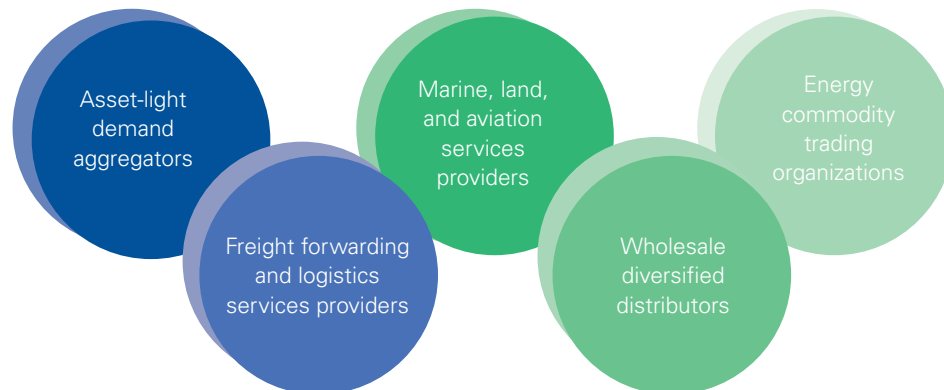 Asset-light
demand
aggregators
Freight forwarding
and logistics
services providers
Marine, land,
and aviation
services
providers
Wholesale
diversified
distributors
Energy
commodity
trading
organizations